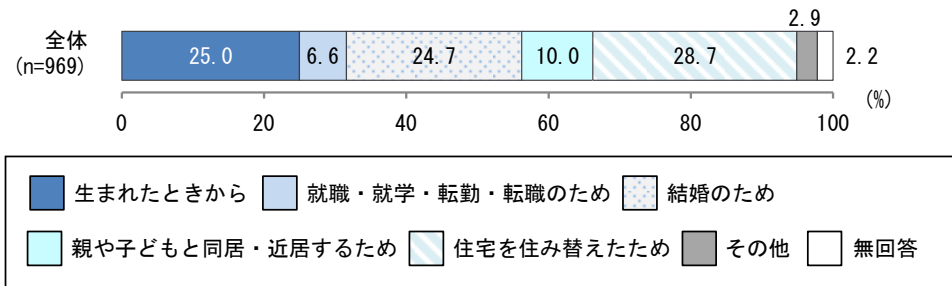 2.9
全体
(n=969)
25.0 6.6 24.7 10.0 28.7 2.2
(%)
0 20 40 60 80 100
生まれたときから 就職・就学・転勤・転職のため 結婚のため
親や子どもと同居・近居するため 住宅を住み替えたため その他 無回答